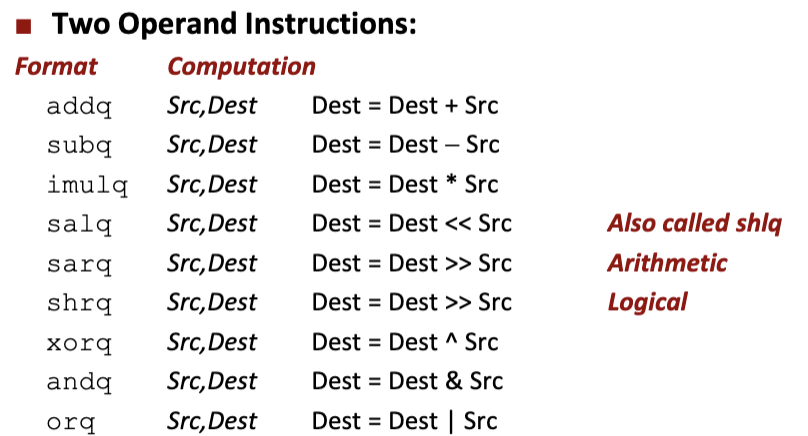 ■ Two Operand Instructions:
Format Computation
addq Src,Dest Dest = Dest + Src
subq Src,Dest Dest = Dest − Src
imulq Src,Dest Dest = Dest * Src
salq Src,Dest Dest = Dest << Src Also called shlq
sarq Src,Dest Dest = Dest >> Src Arithmetic
shrq Src,Dest Dest = Dest >> Src Logical
xorq Src,Dest Dest = Dest ^ Src
andq Src,Dest Dest = Dest & Src
orq Src,Dest Dest = Dest | Src